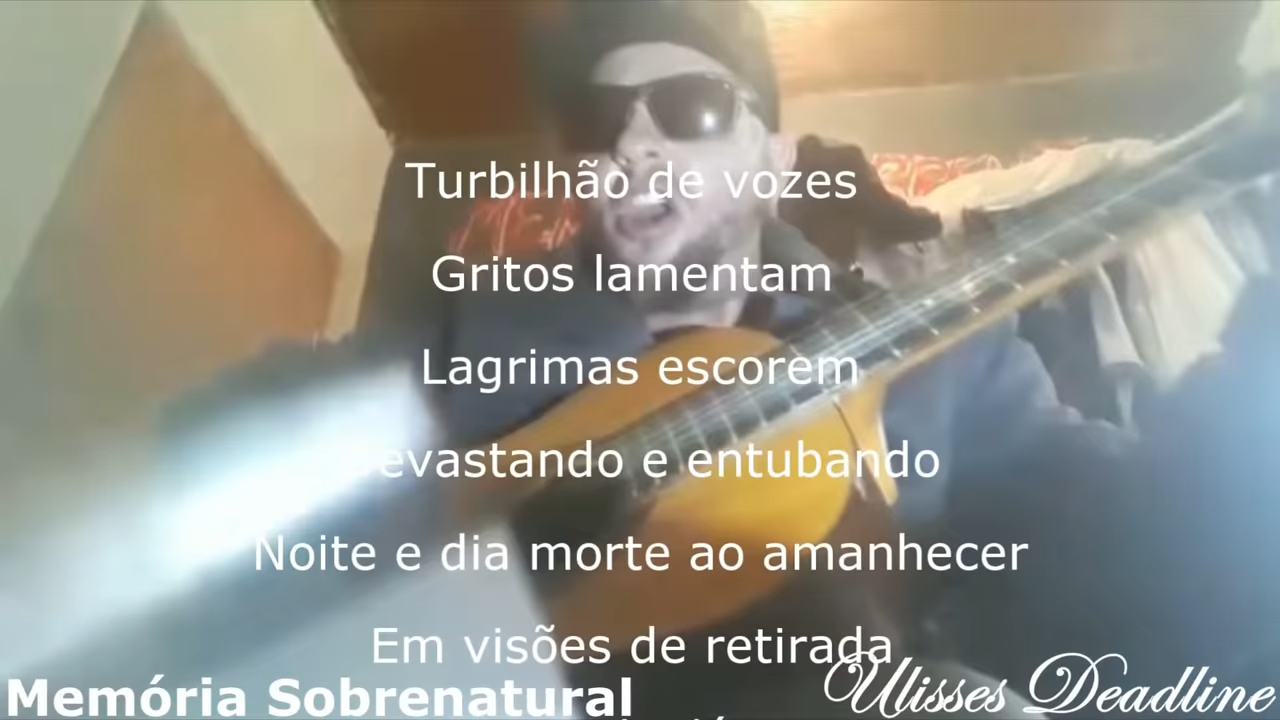 Turbilhão de vozes
Gritos lamentam
Lagrimas escorem
evastando e entubando
Noite e dia morte ao amanhecer
Em visões de retirada
Memória Sobrenatural
Ulisses Deadline